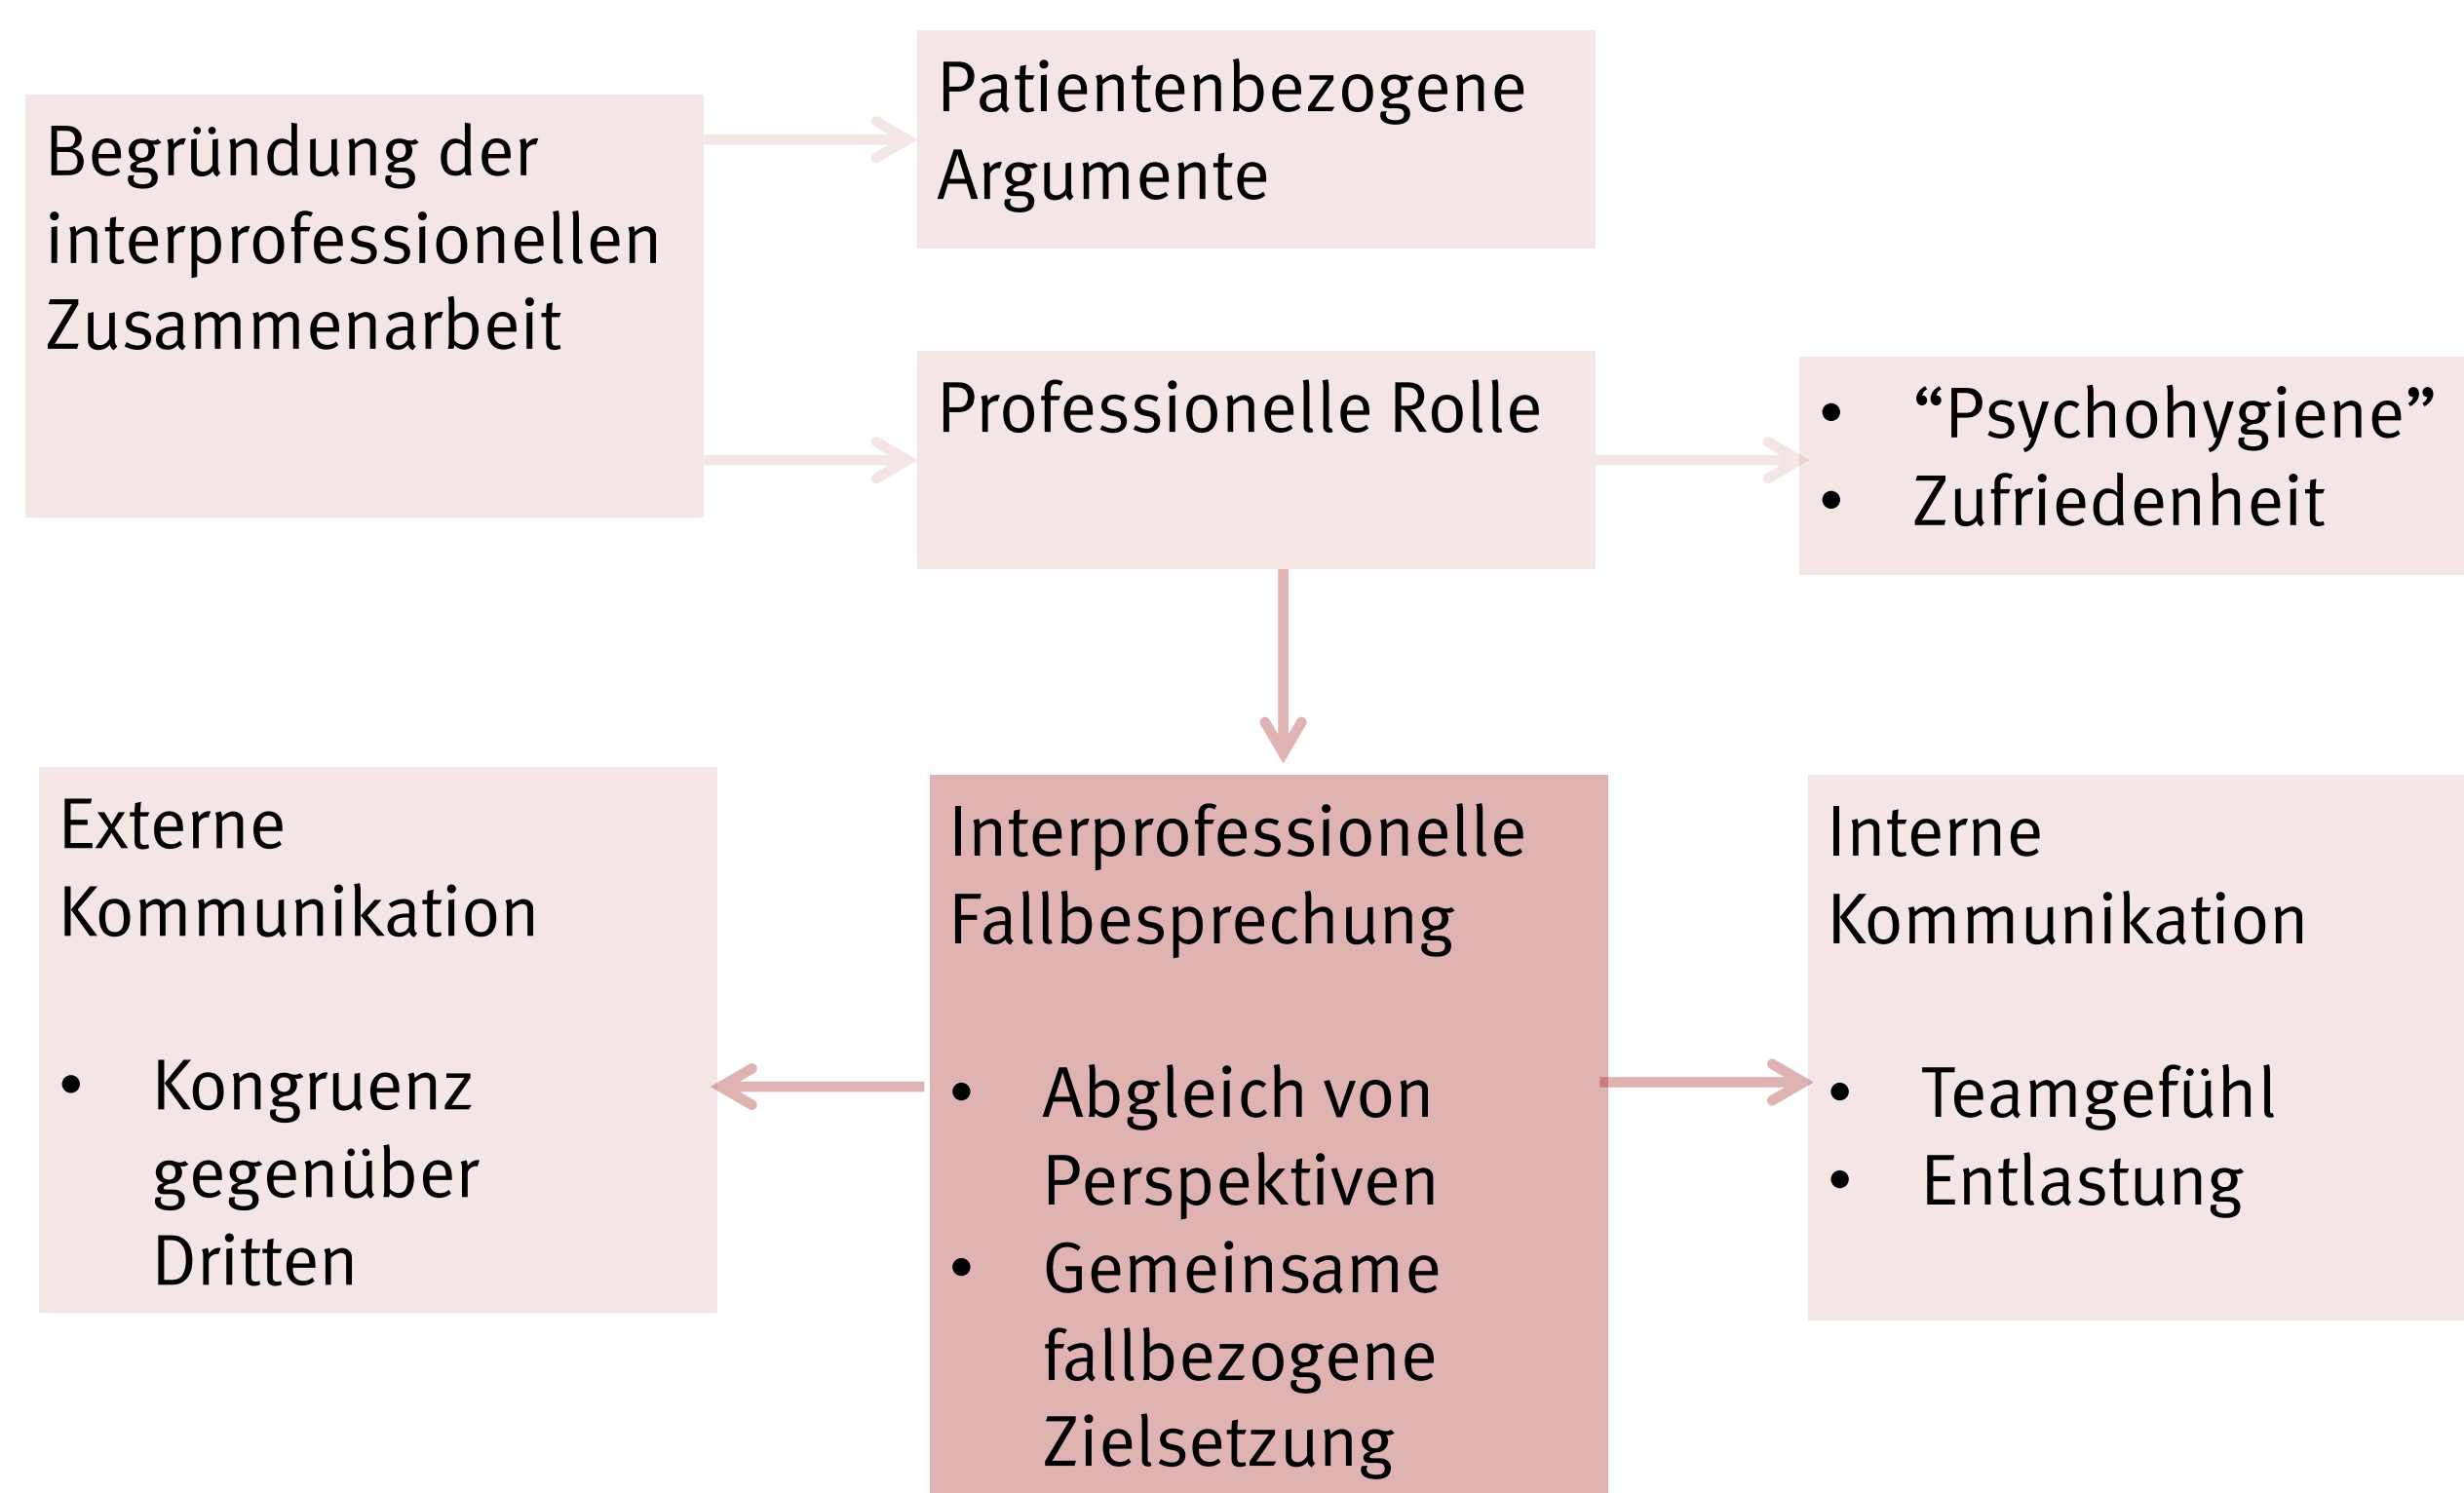 Begründung der
interprofessionellen
Zusammenarbeit
Patientenbezogene
Argumente
Professionelle Rolle
• “Psychohygiene”
• Zufriedenheit
Externe
Kommunikation
• Kongruenz
gegenüber
Dritten
Interprofessionelle
Fallbesprechung
• Abgleich von
Perspektiven
• Gemeinsame
fallbezogene
Zielsetzung
Interne
Kommunikation
• Teamgefühl
• Entlastung